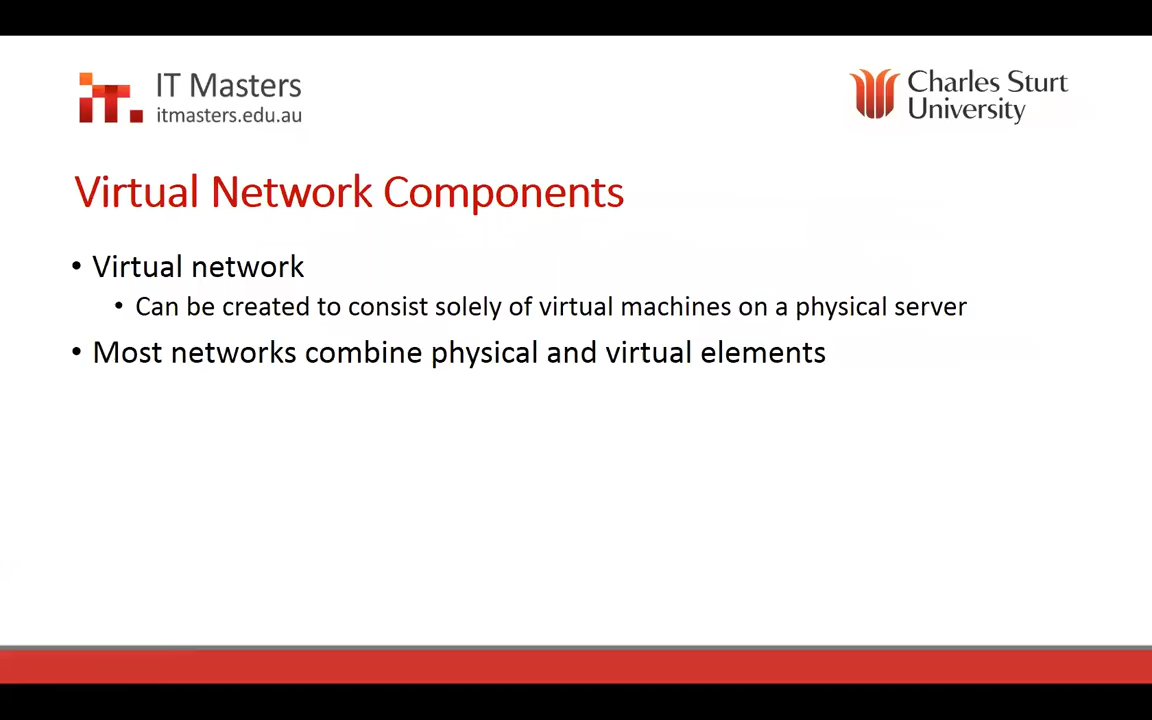 IT Masters
itmasters.edu.au
Charles Sturt
University
Virtual Network Components
• Virtual network
• Can be created to consist solely of virtual machines on a physical server
• Most networks combine physical and virtual elements